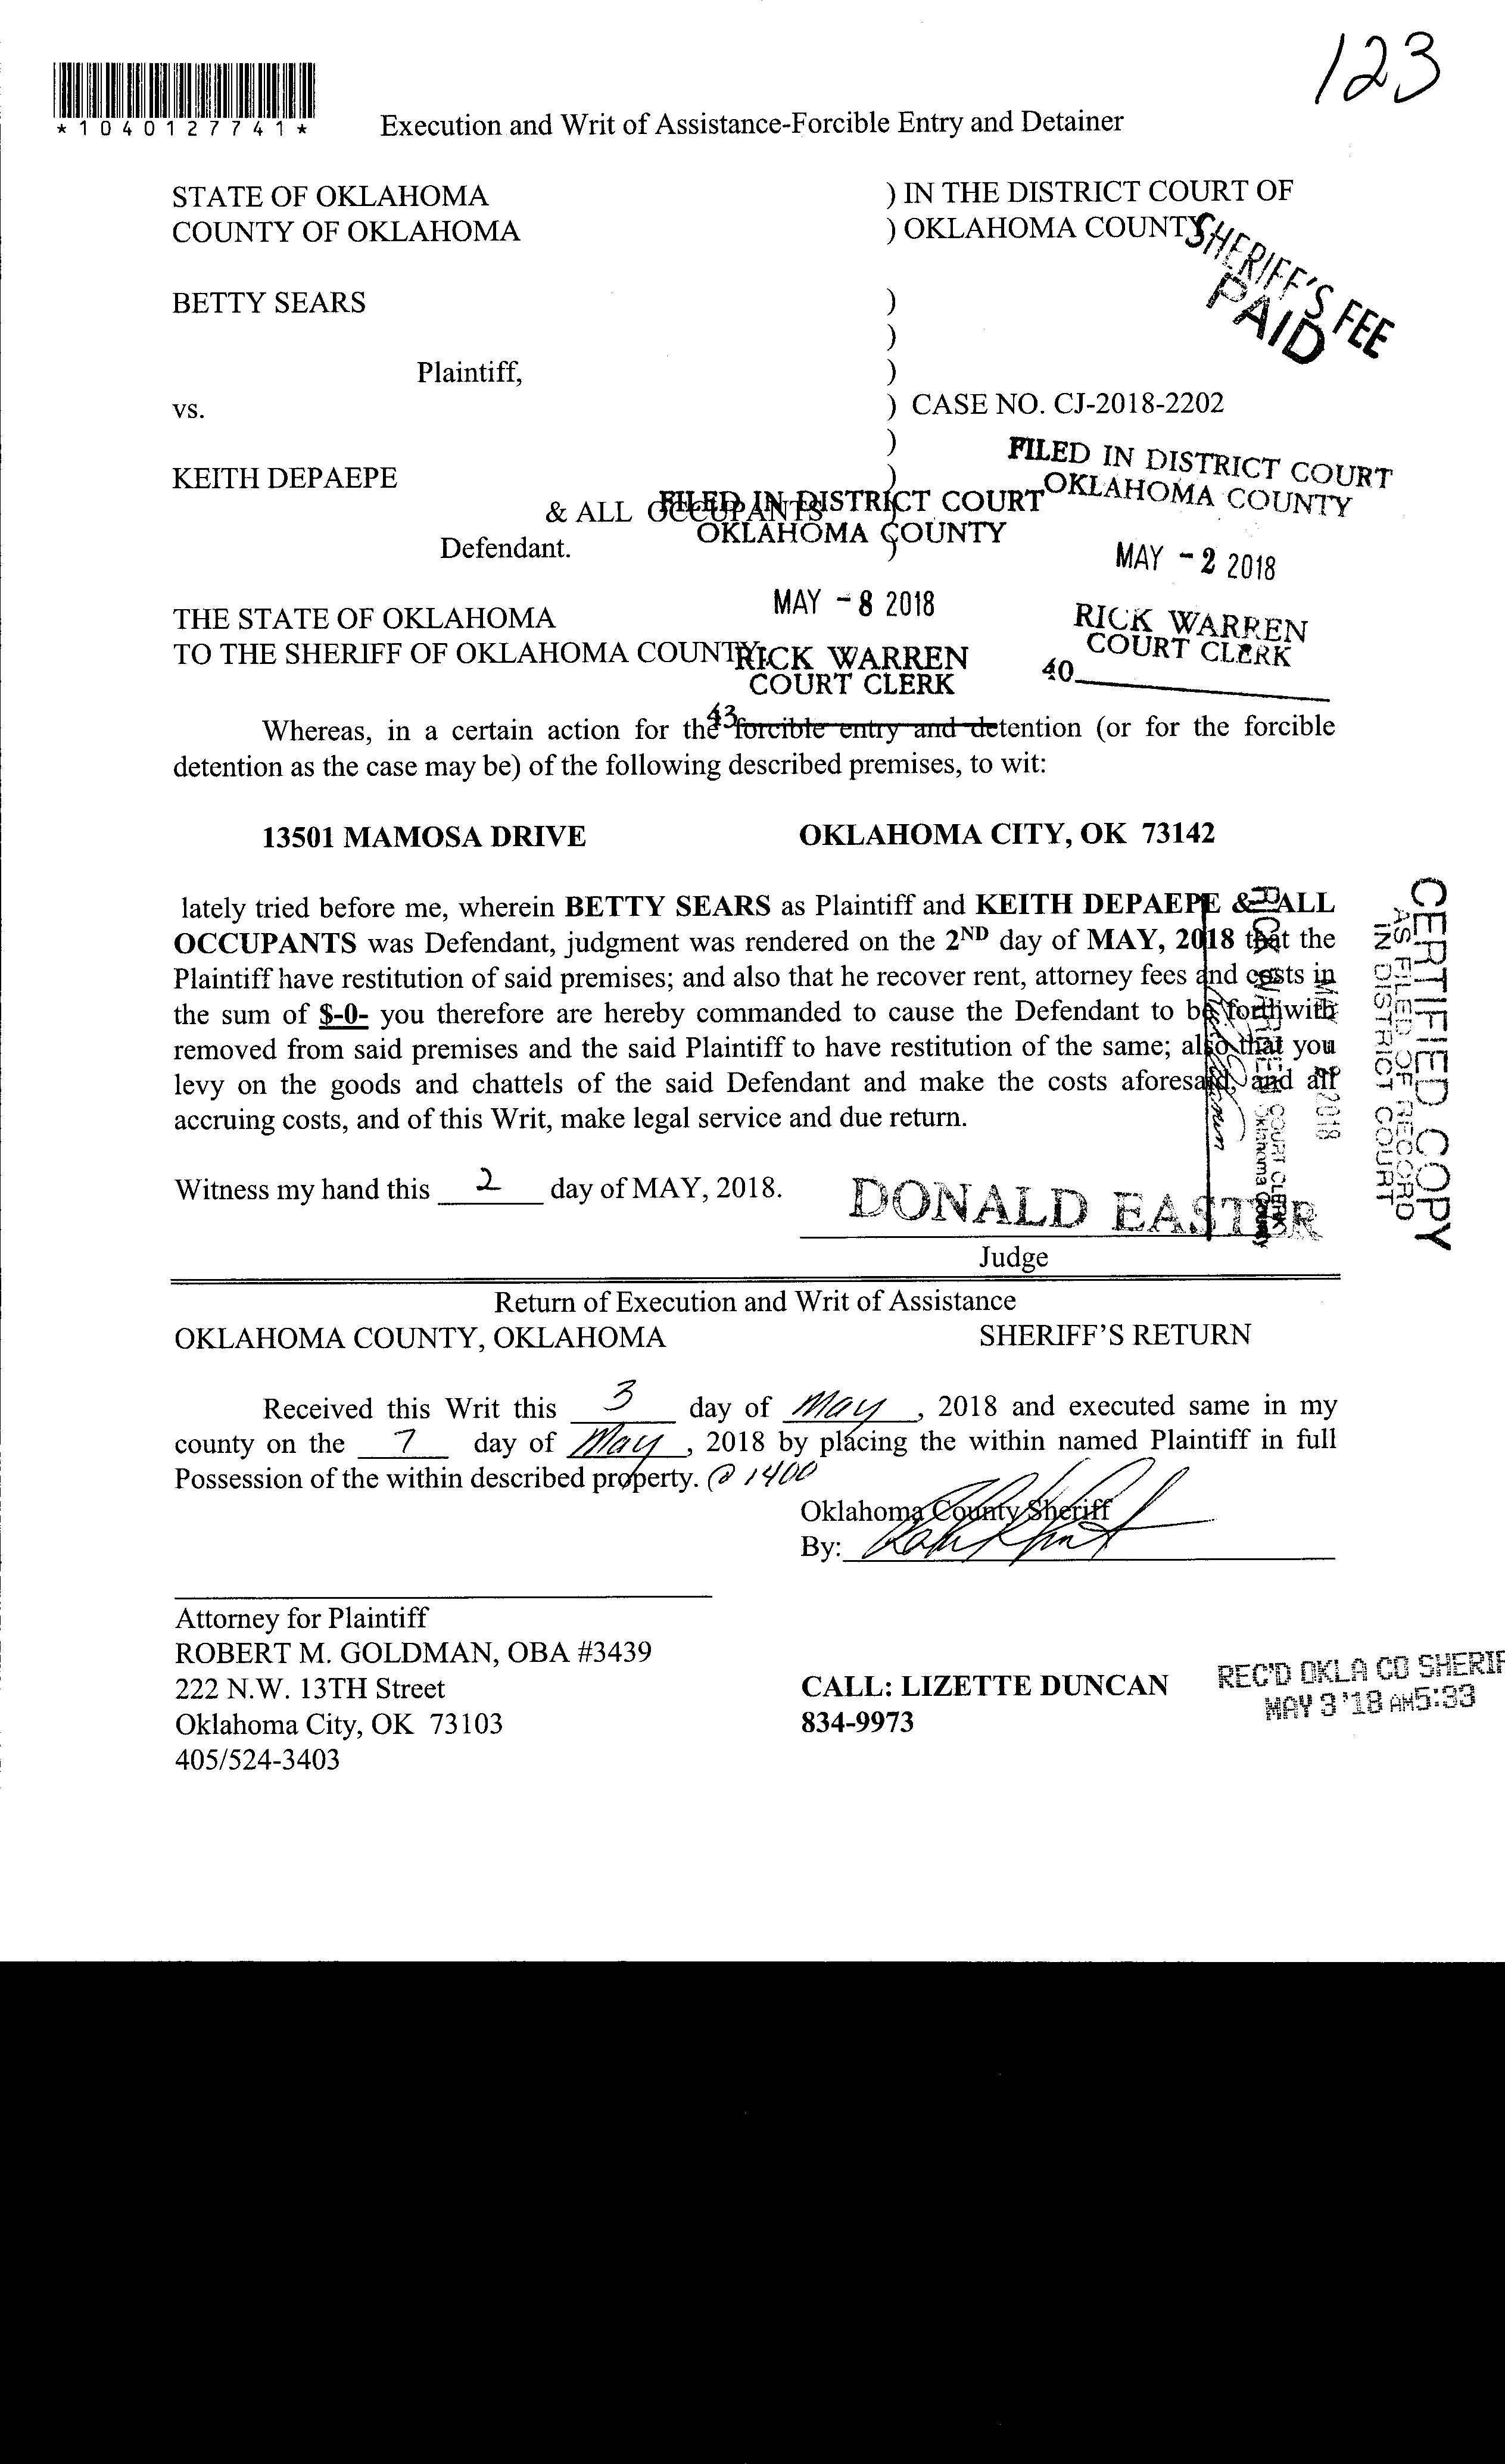 123
*1040127741*
Execution and Writ of Assistance-Forcible Entry and Detainer
STATE OF OKLAHOMA ) IN THE DISTRICT COURT OF
COUNTY OF OKLAHOMA ) OKLAHOMA COUNTY
SHERIFF'S FEE
PAID
BETTY SEARS )
)
Plaintiff, )
vs. ) CASE NO. CJ-2018-2202
)
KEITH DEPAEPE )
& ALL OCCUPANTS
Defendant. )
FILED IN DISTRICT COURT
OKLAHOMA COUNTY
MAY - 2 2018
RICK WARREN
COURT CLERK
40
FILED IN DISTRICT COURT
OKLAHOMA COUNTY
MAY - 8 2018
RICK WARREN
COURT CLERK
43
THE STATE OF OKLAHOMA
TO THE SHERIFF OF OKLAHOMA COUNTY:
Whereas, in a certain action for the forcible entry and detention (or for the forcible
detention as the case may be) of the following described premises, to wit:
13501 MAMOSA DRIVE OKLAHOMA CITY, OK 73142
lately tried before me, wherein BETTY SEARS as Plaintiff and KEITH DEPAEPE & ALL
OCCUPANTS was Defendant, judgment was rendered on the 2ND day of MAY, 2018 that the
Plaintiff have restitution of said premises; and also that he recover rent, attorney fees and costs in
the sum of $-0- you therefore are hereby commanded to cause the Defendant to be forthwith
removed from said premises and the said Plaintiff to have restitution of the same; also that you
levy on the goods and chattels of the said Defendant and make the costs aforesaid, and all
accruing costs, and of this Writ, make legal service and due return.
CERTIFIED COPY
AS FILED OF RECORD
IN DISTRICT COURT
MAY 2 2018
RICK WARREN COURT CLERK
Oklahoma County
Witness my hand this 2 day of MAY, 2018.
DONALD EASTER
Judge
Return of Execution and Writ of Assistance
OKLAHOMA COUNTY, OKLAHOMA SHERIFF'S RETURN
Received this Writ this 3 day of May, 2018 and executed same in my
county on the 7 day of May, 2018 by placing the within named Plaintiff in full
Possession of the within described property. @ 1400
Oklahoma County Sheriff
By:
Attorney for Plaintiff
ROBERT M. GOLDMAN, OBA #3439
222 N.W. 13TH Street
Oklahoma City, OK 73103
405/524-3403
CALL: LIZETTE DUNCAN
834-9973
REC'D OKLA CO SHERIF
MAY 3 '18 AM5:33